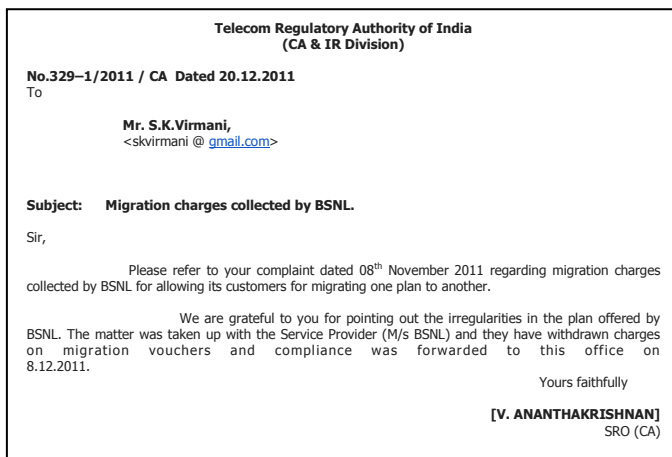 Telecom Regulatory Authority of India
(CA & IR Division)
No.329–1/2011 / CA Dated 20.12.2011
To
Mr. S.K.Virmani,
<skvirmani @ gmail.com>
Subject: Migration charges collected by BSNL.
Sir,
Please refer to your complaint dated 08th November 2011 regarding migration charges
collected by BSNL for allowing its customers for migrating one plan to another.
We are grateful to you for pointing out the irregularities in the plan offered by
BSNL. The matter was taken up with the Service Provider (M/s BSNL) and they have withdrawn charges
on migration vouchers and compliance was forwarded to this office on
8.12.2011.
Yours faithfully
[V. ANANTHAKRISHNAN]
SRO (CA)